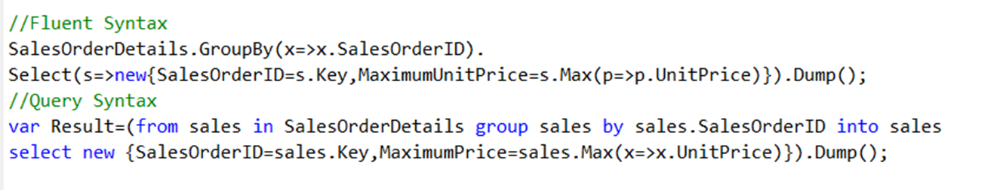 //Fluent Syntax
SalesOrderDetails.GroupBy(x=>x.SalesOrderID).
Select(s=>new{SalesOrderID=s.Key,MaximumUnitPrice=s.Max(p=>p.UnitPrice)}).Dump();
//Query Syntax
var Result=(from sales in SalesOrderDetails group sales by sales.SalesOrderID into sales
select new {SalesOrderID=sales.Key,MaximumPrice=sales.Max(x=>x.UnitPrice)}).Dump();